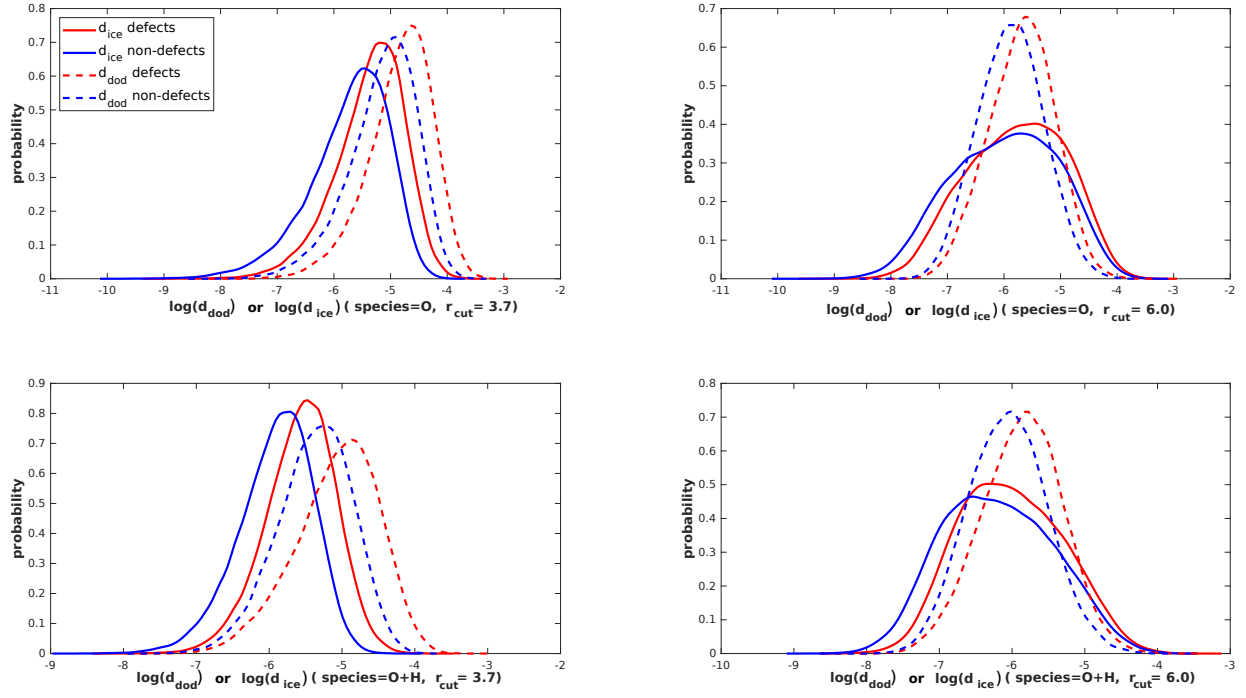 0.8
0.7
0.6
0.5
0.4
0.3
0.2
0.1
0
probability
d_ice defects
d_ice non-defects
d_dod defects
d_dod non-defects
-11 -10 -9 -8 -7 -6 -5 -4 -3 -2
log(d_dod) or log(d_ice) ( species=O, r_cut= 3.7)
0.7
0.6
0.5
0.4
0.3
0.2
0.1
0
probability
-11 -10 -9 -8 -7 -6 -5 -4 -3 -2
log(d_dod) or log(d_ice) ( species=O, r_cut= 6.0)
0.9
0.8
0.7
0.6
0.5
0.4
0.3
0.2
0.1
0
probability
-9 -8 -7 -6 -5 -4 -3 -2
log(d_dod) or log(d_ice) ( species=O+H, r_cut= 3.7)
0.8
0.7
0.6
0.5
0.4
0.3
0.2
0.1
0
probability
-10 -9 -8 -7 -6 -5 -4 -3
log(d_dod) or log(d_ice) ( species=O+H, r_cut= 6.0)